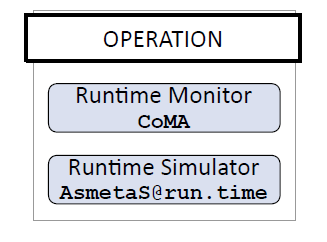 OPERATION
Runtime Monitor
CoMA
Runtime Simulator
AsmetaS@run.time